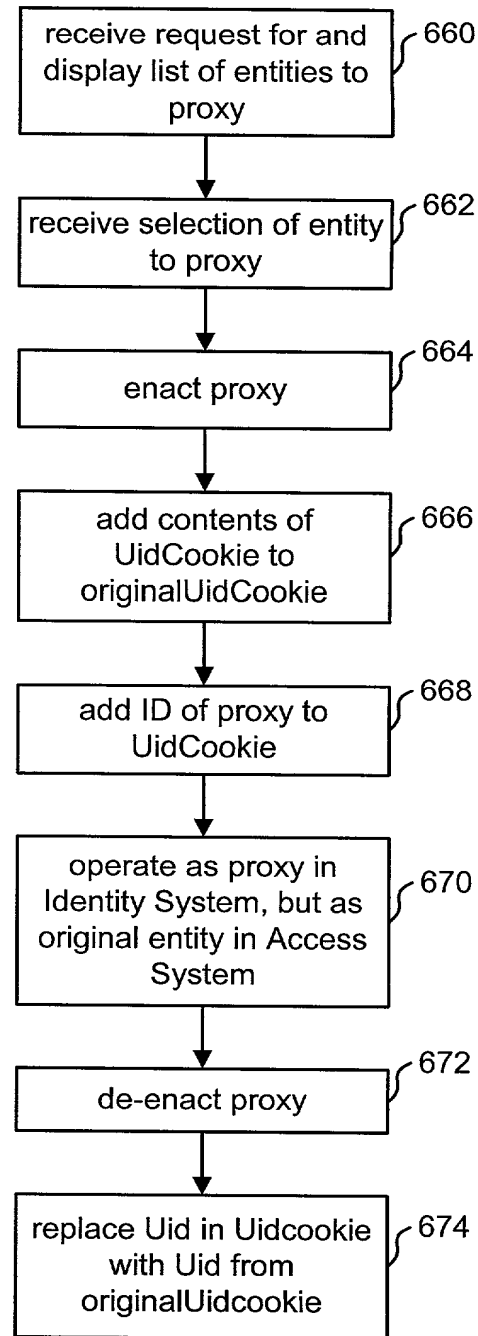 receive request for and
display list of entities to
proxy
660
receive selection of entity
to proxy
662
enact proxy
664
add contents of
UidCookie to
originalUidCookie
666
add ID of proxy to
UidCookie
668
operate as proxy in
Identity System, but as
original entity in Access
System
670
de-enact proxy
672
replace Uid in Uidcookie
with Uid from
originalUidcookie
674